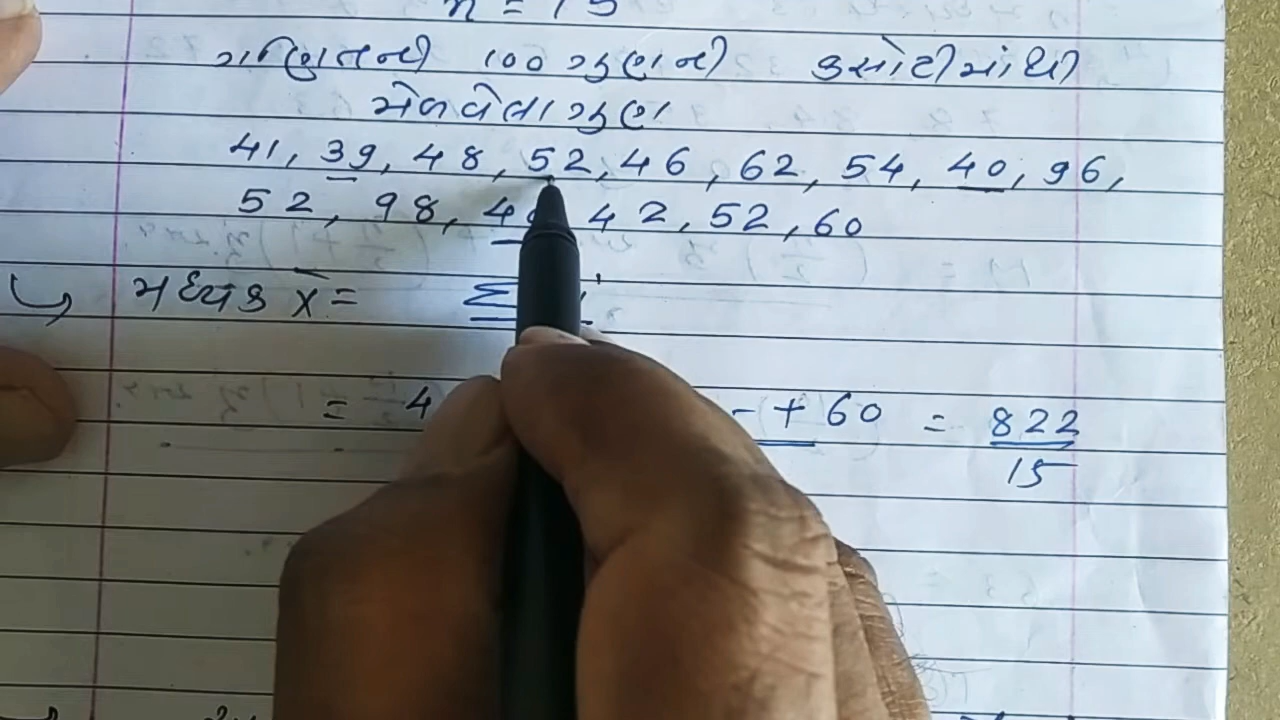 n = 15
ગણિતની 100 ગુણની કસોટીમાંથી
મેળવેલા ગુણ
41, 39, 48, 52, 46, 62, 54, 40, 96,
52, 98, 40 42, 52, 60
મધ્યક x̄ = Σ
= 4 - + 60 = 822/15